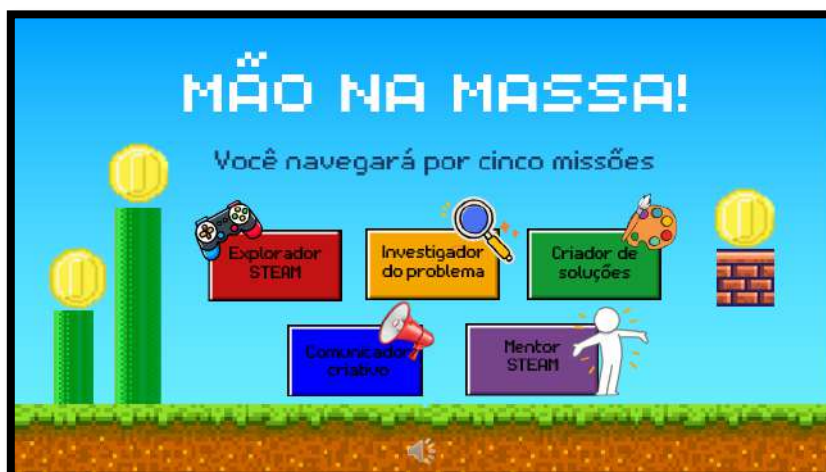 MÃO NA MASSA!
Você navegará por cinco missões
Explorador
STEAM
Investigador
do problema
Criador de
soluções
Comunicador
criativo
Mentor
STEAM